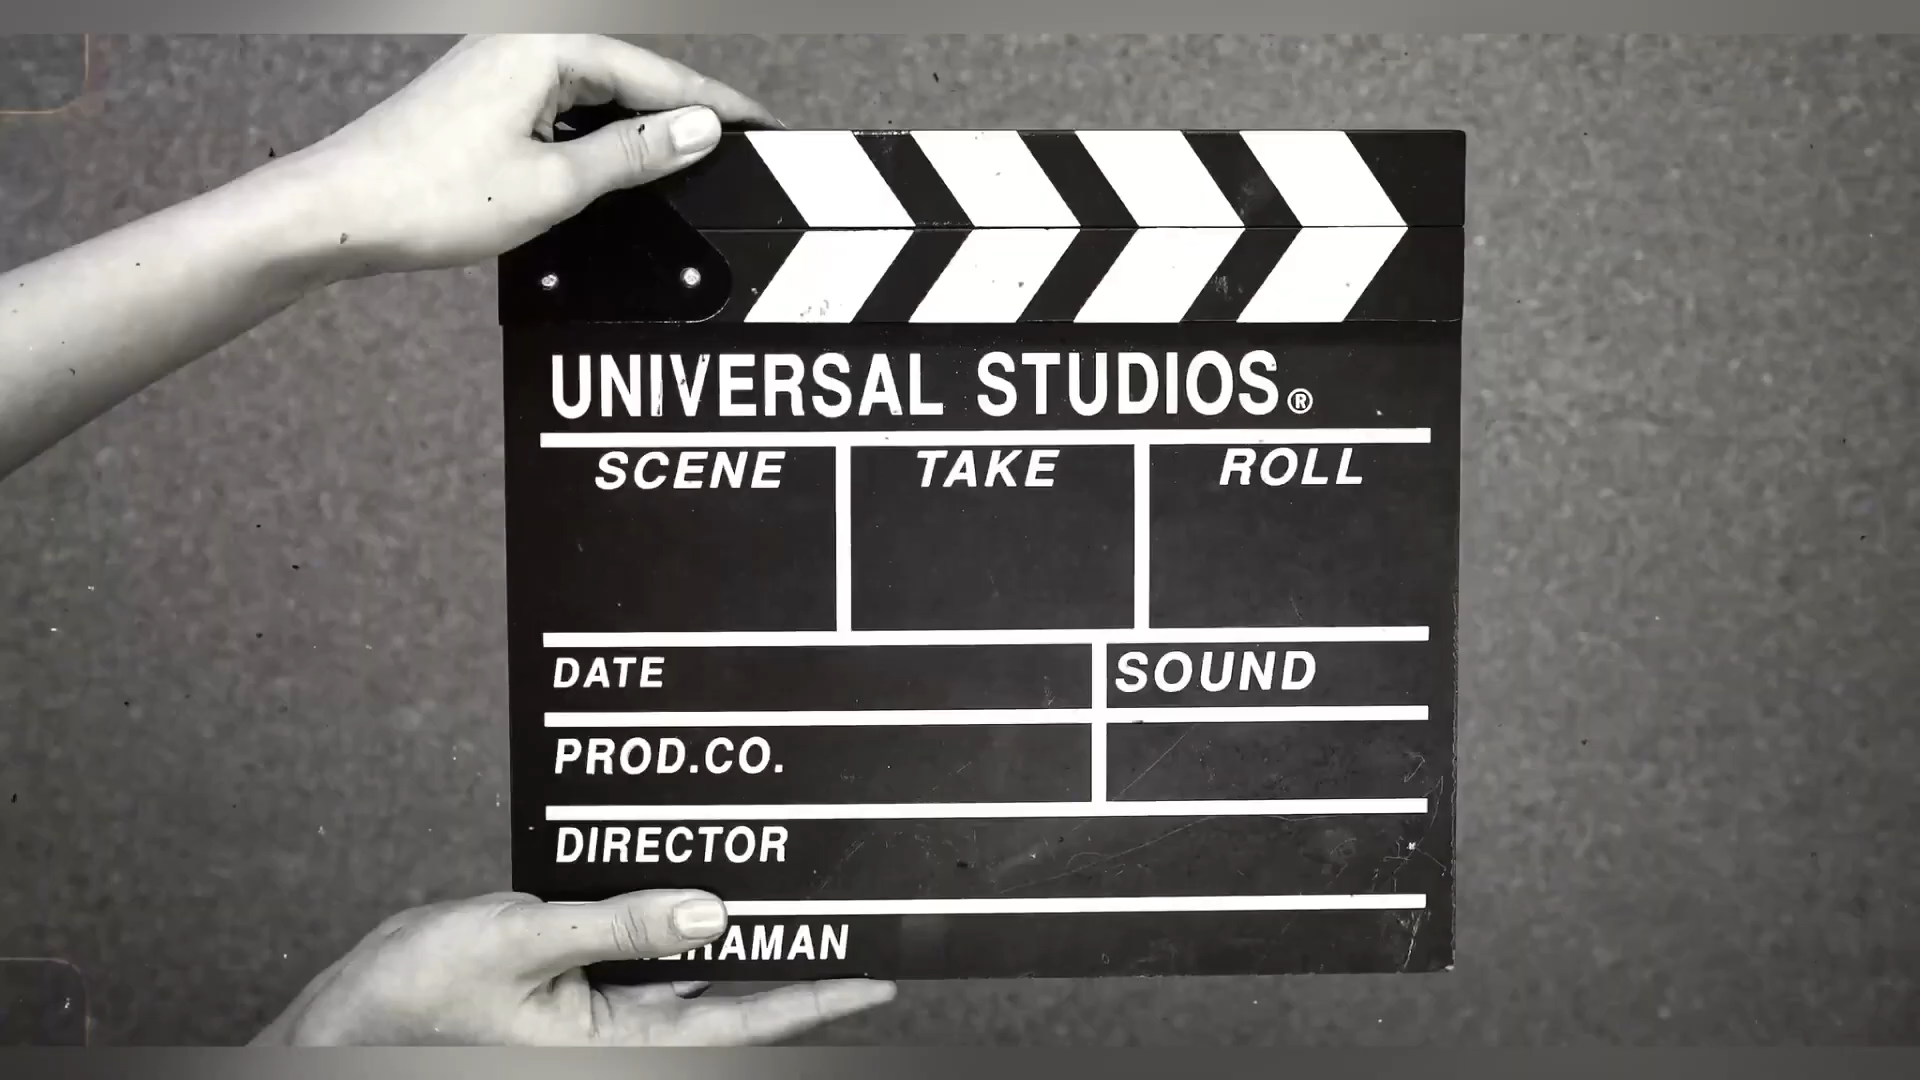 UNIVERSAL STUDIOS®
SCENE TAKE ROLL
DATE SOUND
PROD.CO.
DIRECTOR